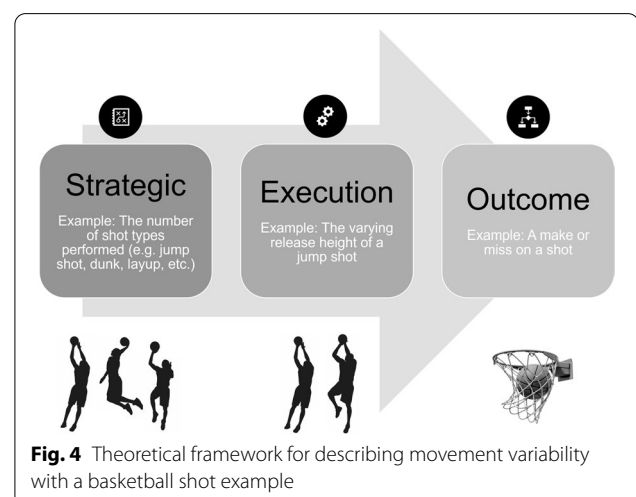 Strategic
Example: The number
of shot types
performed (e.g. jump
shot, dunk, layup, etc.)
Execution
Example: The varying
release height of a
jump shot
Outcome
Example: A make or
miss on a shot
Fig. 4 Theoretical framework for describing movement variability
with a basketball shot example